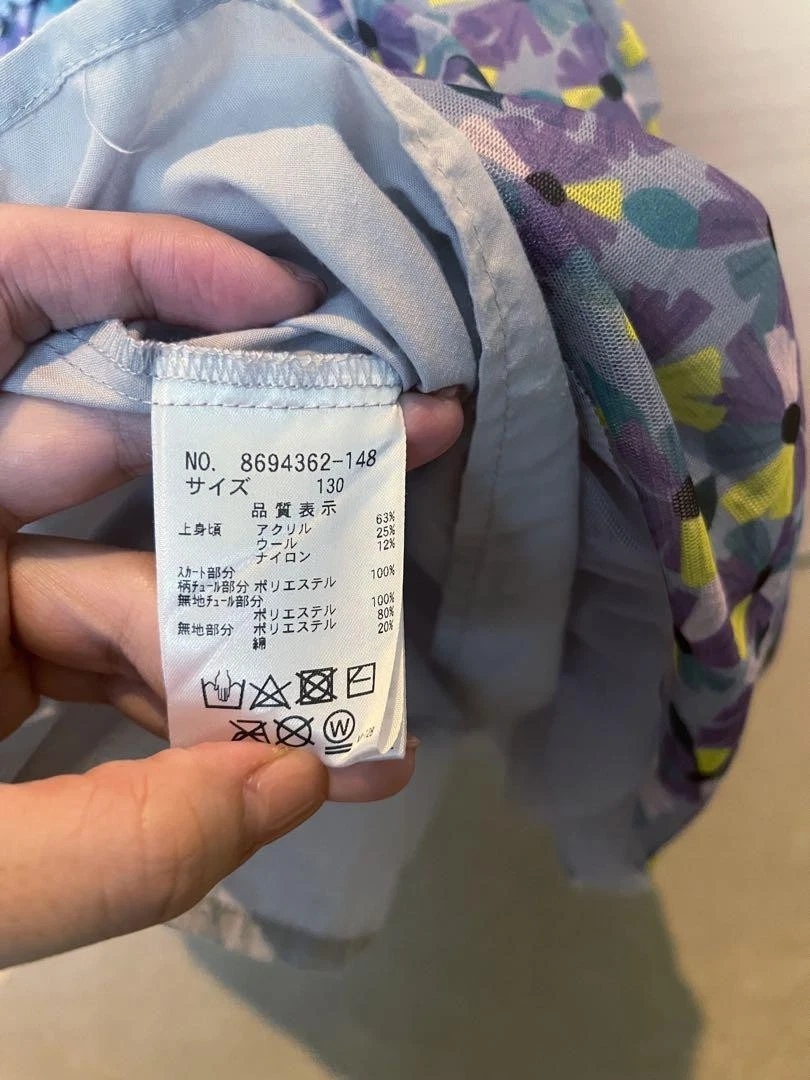 NO. 8694362-148
サイズ 130
品質表示
上身頃 アクリル 63%
ウール 25%
ナイロン 12%
スカート部分
柄チュール部分 ポリエステル 100%
無地チュール部分
ポリエステル 100%
無地部分 ポリエステル 80%
綿 20%
W